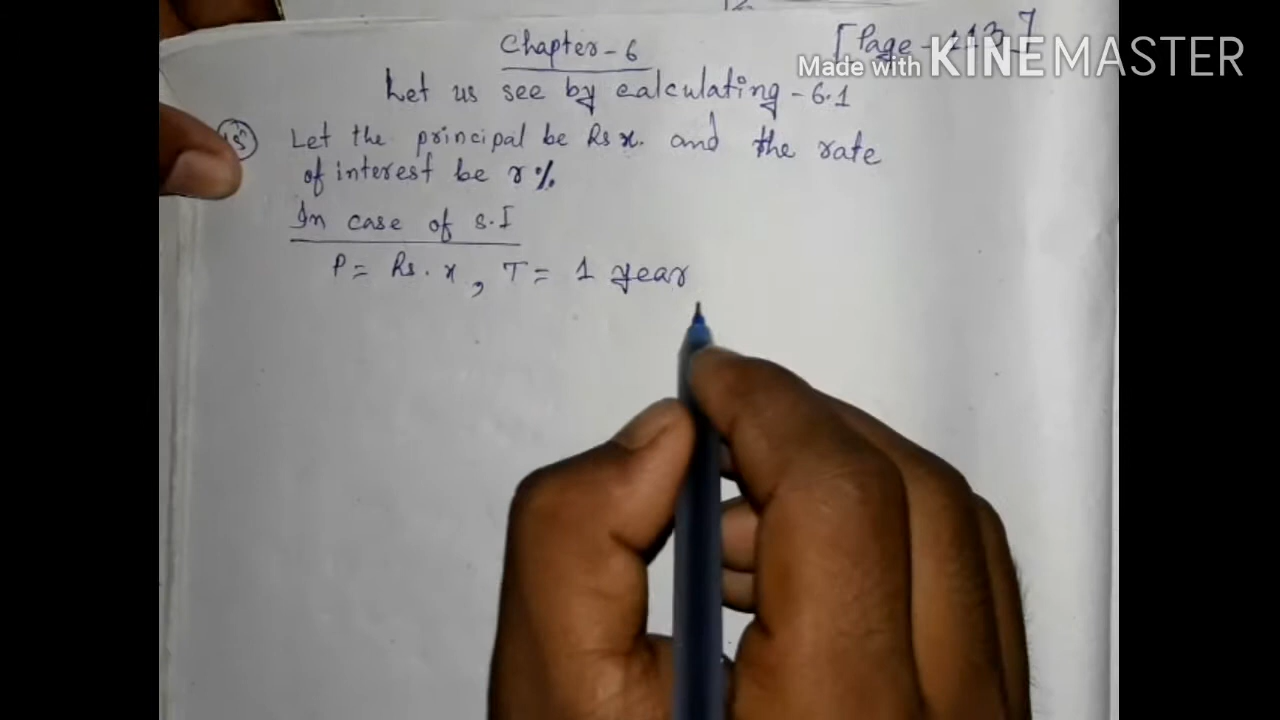 Chapter-6
[Page-113]
Made with KINEMASTER
Let us see by calculating - 6.1
Let the principal be Rs x. and the rate
of interest be r%
In case of S.I
P = Rs. x, T = 1 year